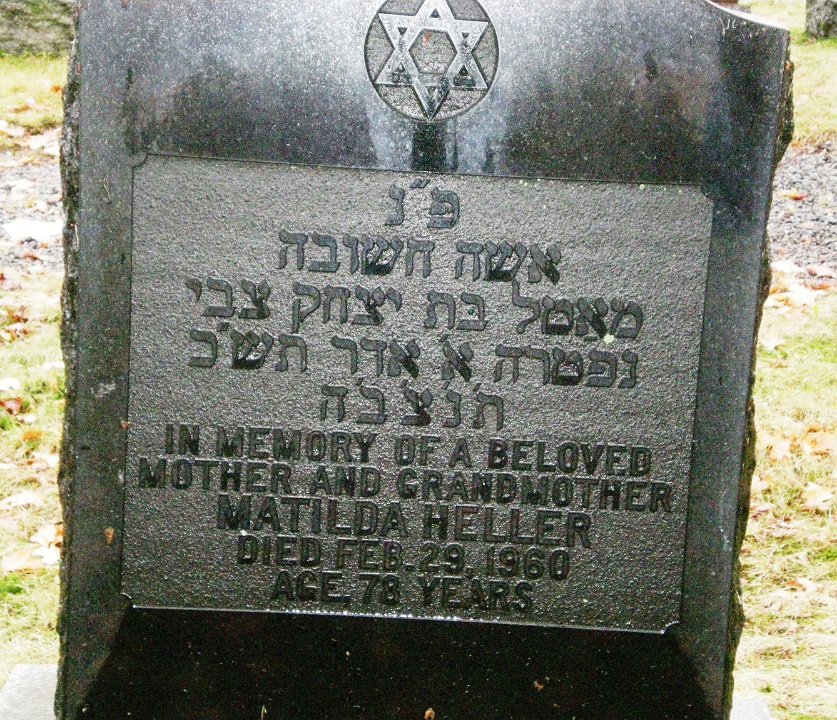 פ״נ
אשה חשובה
מאטל בת יצחק צבי
נפטרה א׳ אדר תש״כ
ת׳נ׳צ׳ב׳ה
IN MEMORY OF A BELOVED
MOTHER AND GRANDMOTHER
MATILDA HELLER
DIED FEB. 29, 1960
AGE. 78 YEARS